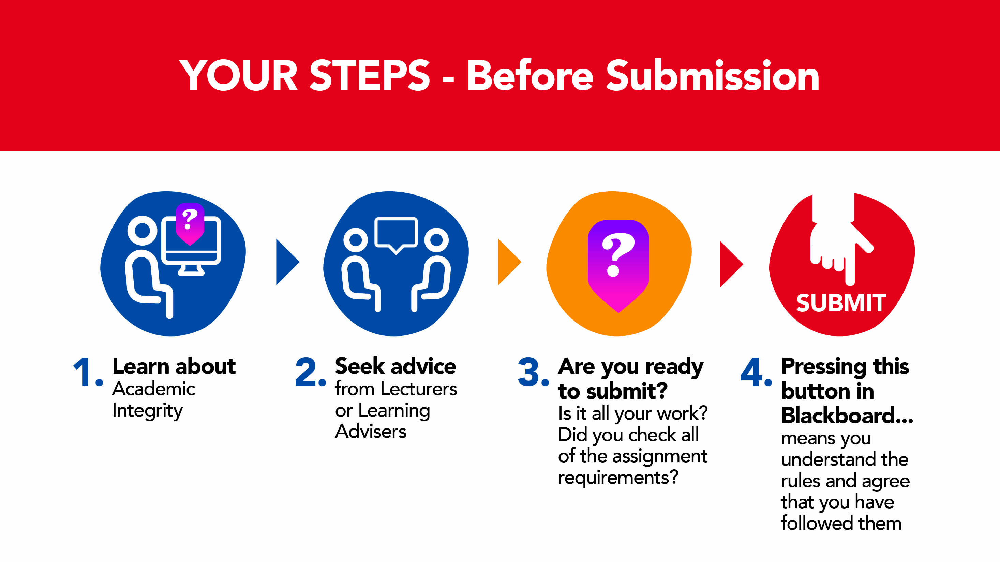 YOUR STEPS - Before Submission
?
?
SUBMIT
1. Learn about
Academic
Integrity
2. Seek advice
from Lecturers
or Learning
Advisers
3. Are you ready
to submit?
Is it all your work?
Did you check all
of the assignment
requirements?
4. Pressing this
button in
Blackboard...
means you
understand the
rules and agree
that you have
followed them